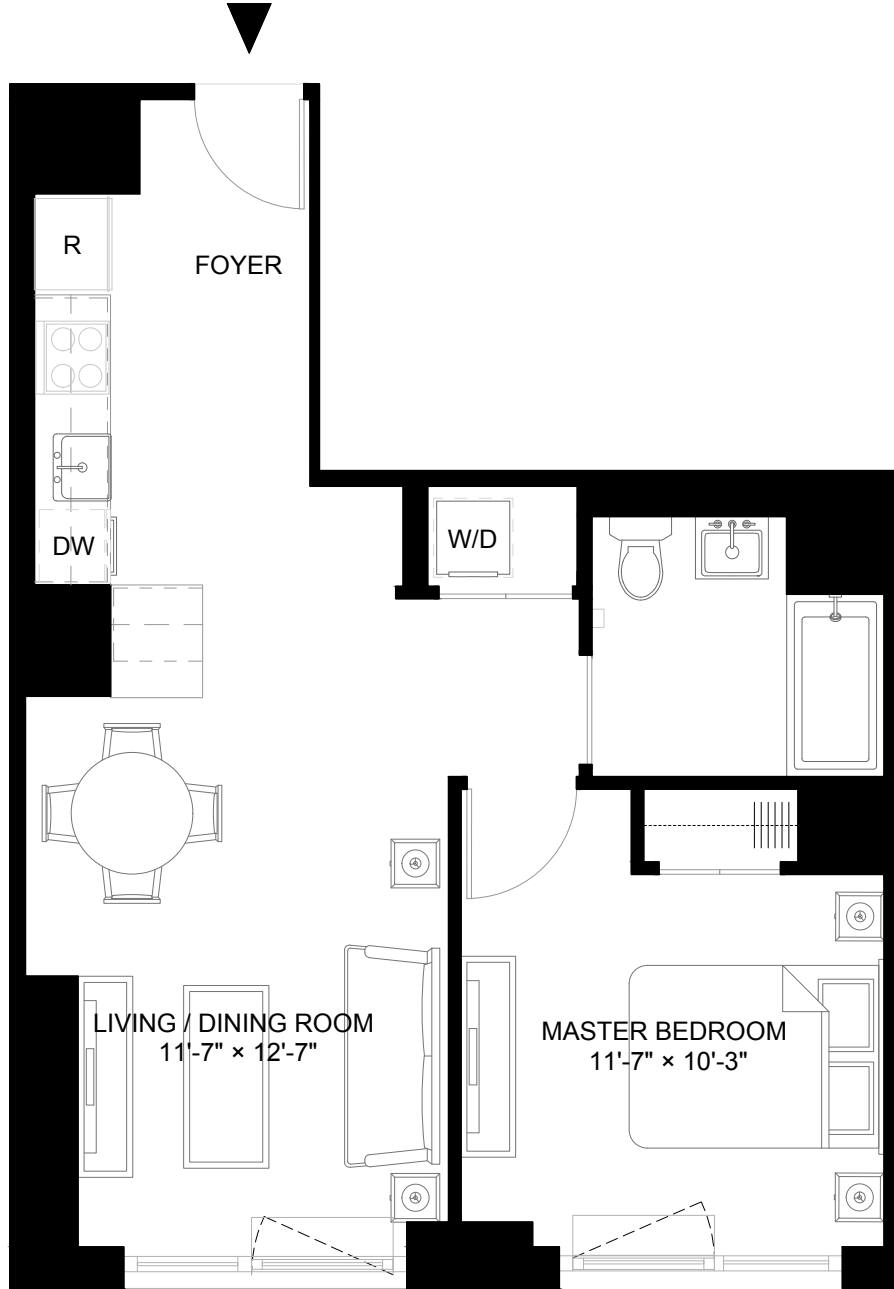 R
FOYER
DW
W/D
LIVING / DINING ROOM
11'-7" × 12'-7"
MASTER BEDROOM
11'-7" × 10'-3"